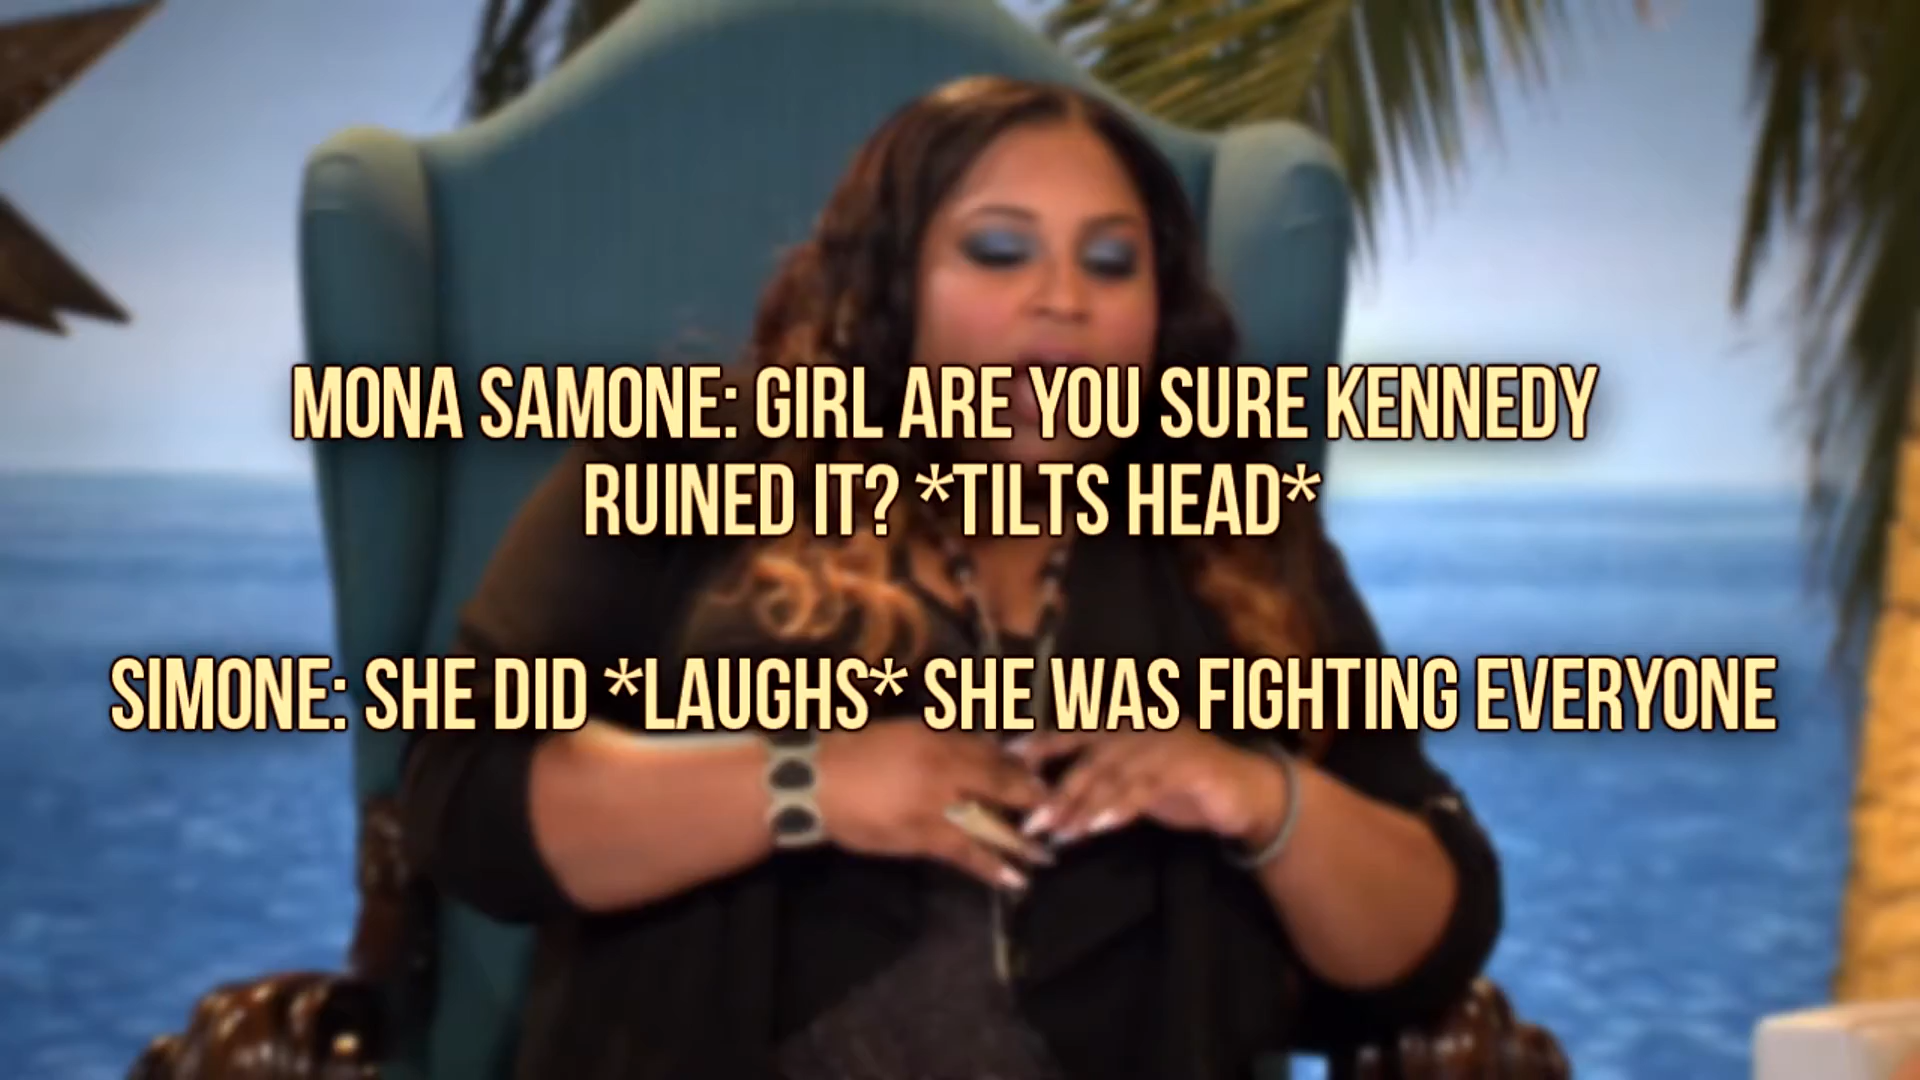 MONA SAMONE: GIRL ARE YOU SURE KENNEDY
RUINED IT? *TILTS HEAD*
SIMONE: SHE DID *LAUGHS* SHE WAS FIGHTING EVERYONE